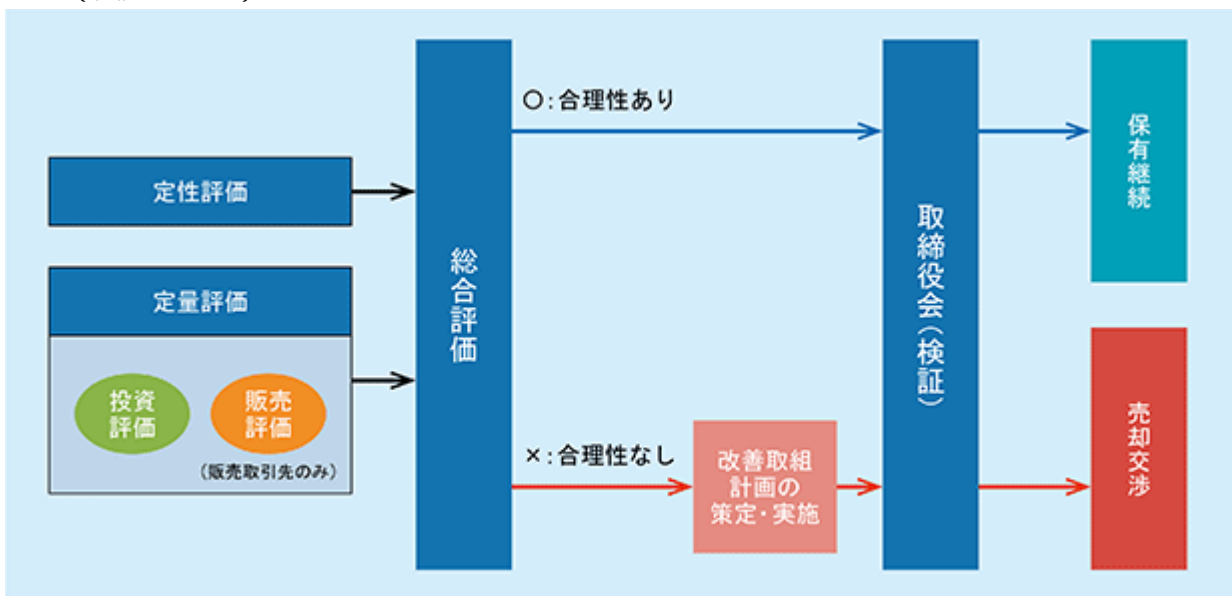 ○:合理性あり
定性評価
定量評価
投資
評価
販売
評価
(販売取引先のみ)
総合評価
×:合理性なし
改善取組
計画の
策定・実施
取締役会(検証)
保有継続
売却交渉